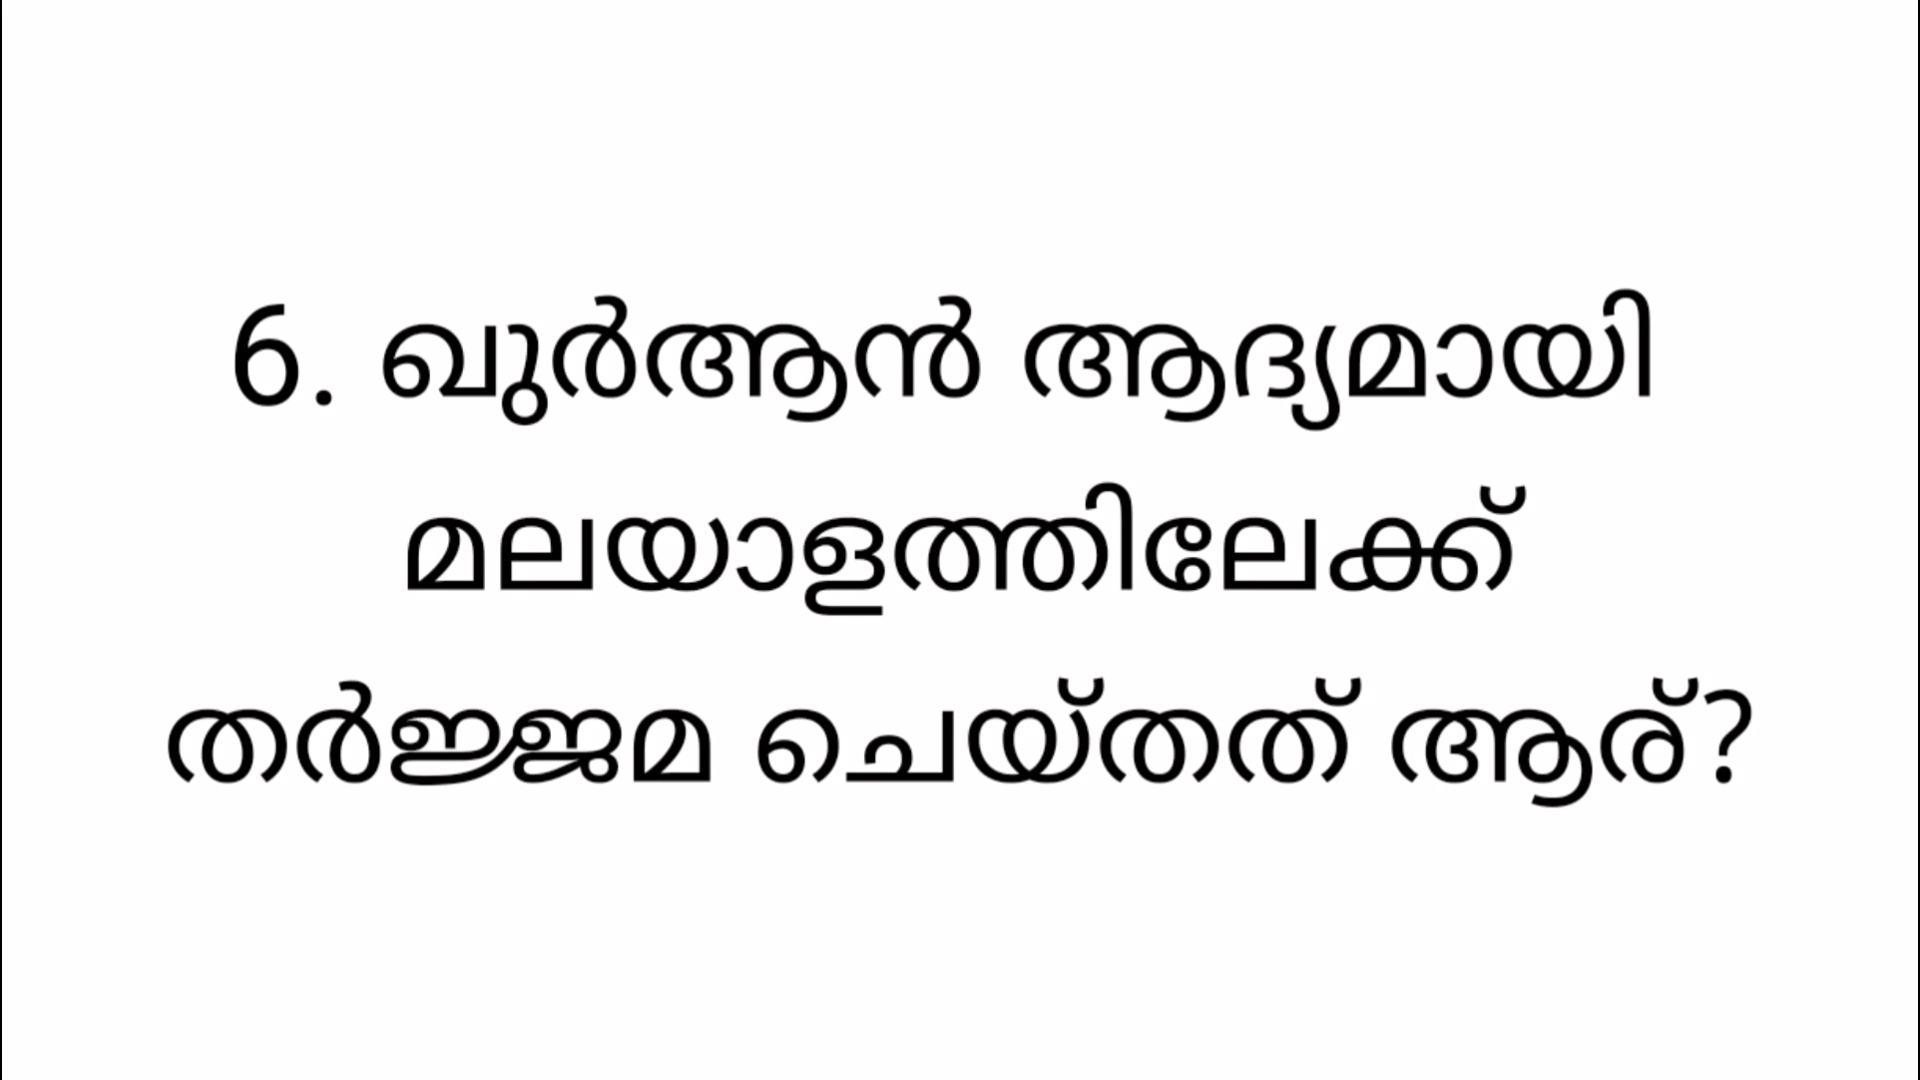 6. ഖുർആൻ ആദ്യമായി
മലയാളത്തിലേക്ക്
തർജ്ജമ ചെയ്തത് ആര്?